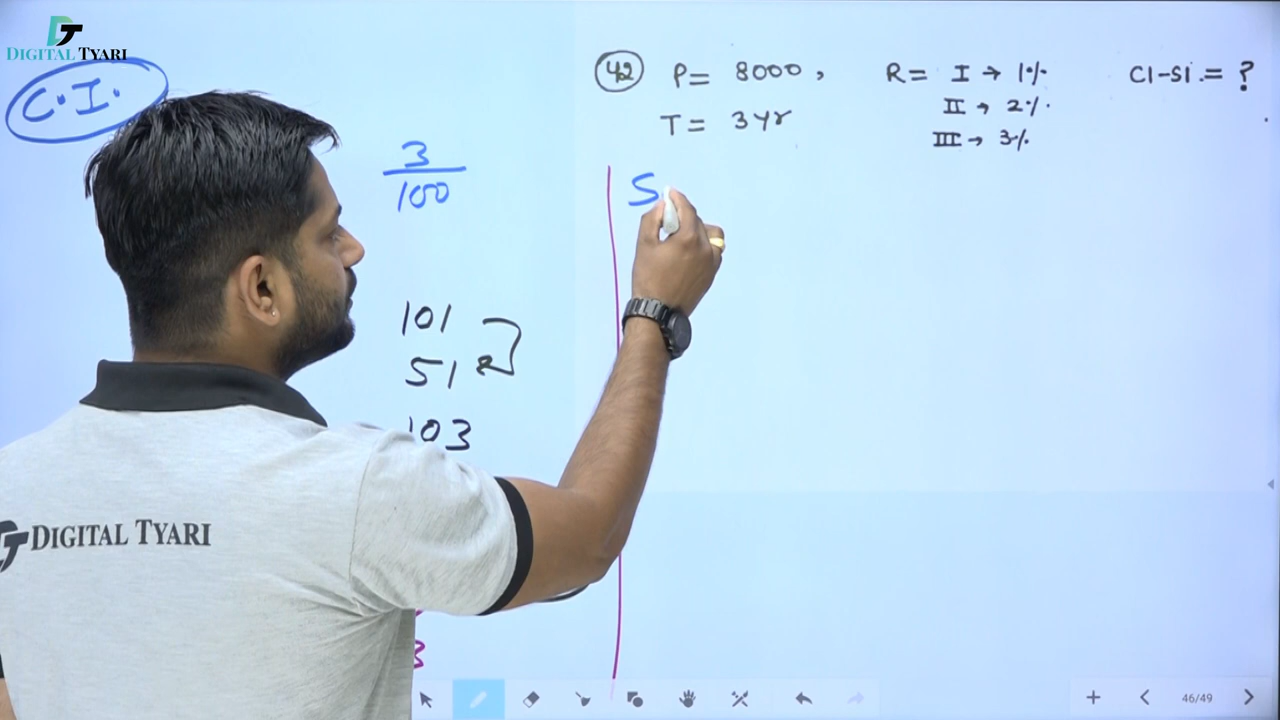 DIGITAL TYARI
C.I.
3
100
101
51
103
3
42 P= 8000, R= I → 1% CI-SI.= ?
T= 3yr II → 2%.
III → 3%
S
DIGITAL TYARI
46/49